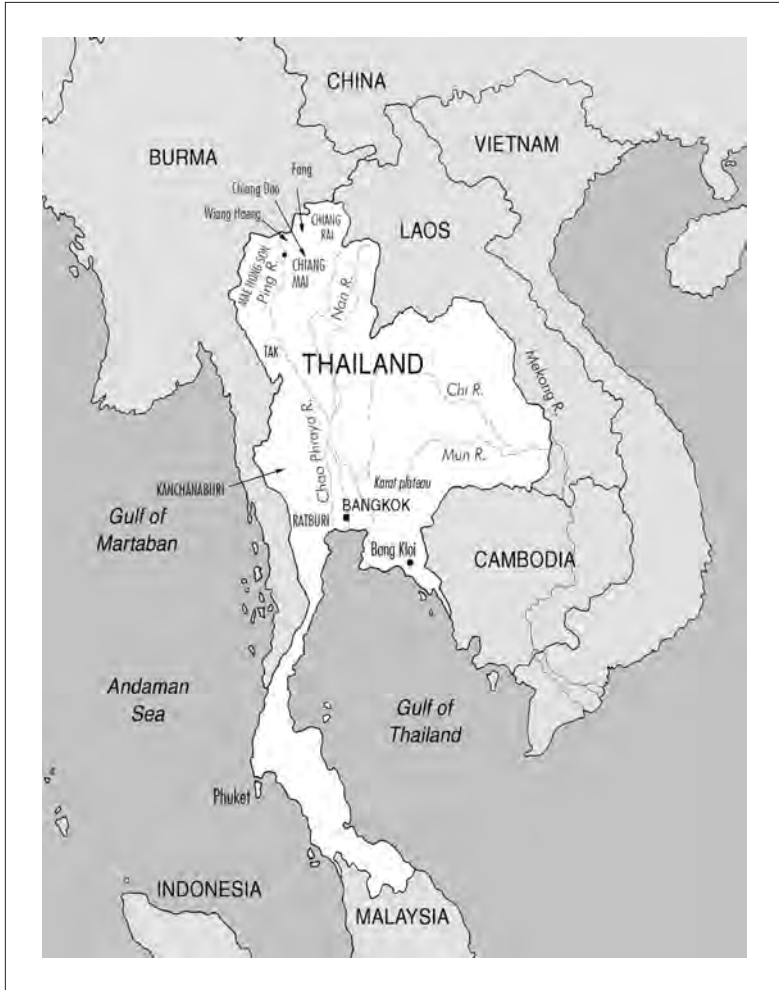 CHINA
VIETNAM
BURMA
Fang
Chiang Dao
Wiang Haeng
CHIANG
RAI
LAOS
CHIANG
MAI
MAE HONG SON
Ping R.
Nan R.
TAK
THAILAND
Mekong R.
Chi R.
Chao Phraya R.
Mun R.
Karat plateau
KANCHANABURI
BANGKOK
RATBURI
Gulf of
Martaban
Bang Kloi
CAMBODIA
Andaman
Sea
Gulf of
Thailand
Phuket
INDONESIA
MALAYSIA